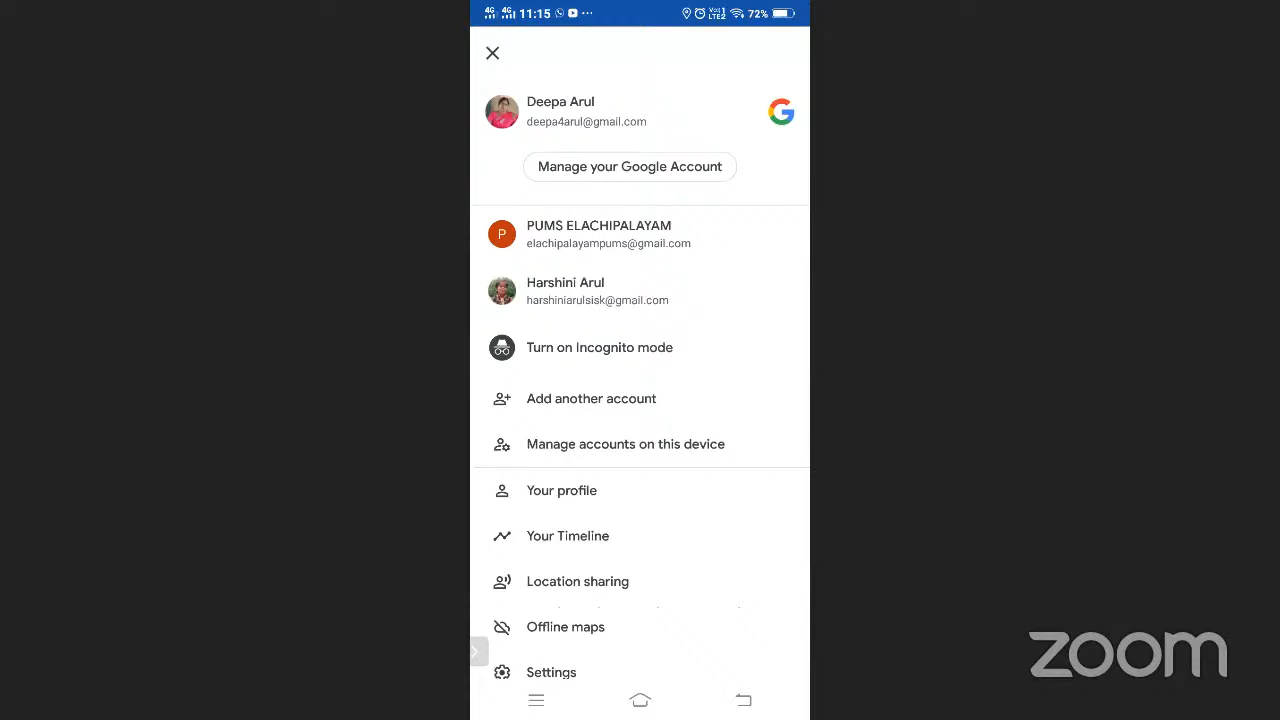 4G 4G 11:15 72%
Deepa Arul
deepa4arul@gmail.com
Manage your Google Account
P
PUMS ELACHIPALAYAM
elachipalayampums@gmail.com
Harshini Arul
harshiniarulsisk@gmail.com
Turn on Incognito mode
Add another account
Manage accounts on this device
Your profile
Your Timeline
Location sharing
Offline maps
Settings
zoom